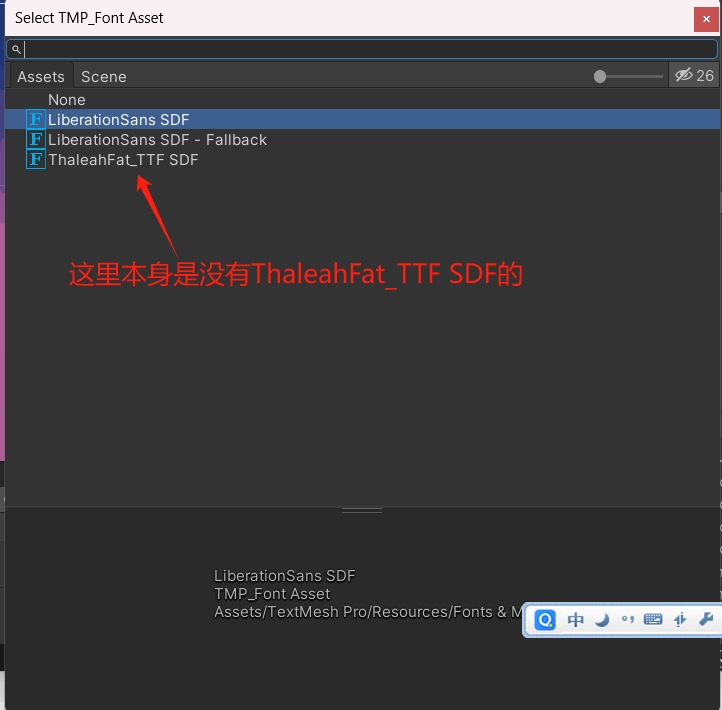 Select TMP_Font Asset
Assets Scene
26
None
F LiberationSans SDF
F LiberationSans SDF - Fallback
F ThaleahFat_TTF SDF
这里本身是没有ThaleahFat_TTF SDF的
LiberationSans SDF
TMP_Font Asset
Assets/TextMesh Pro/Resources/Fonts & M
中